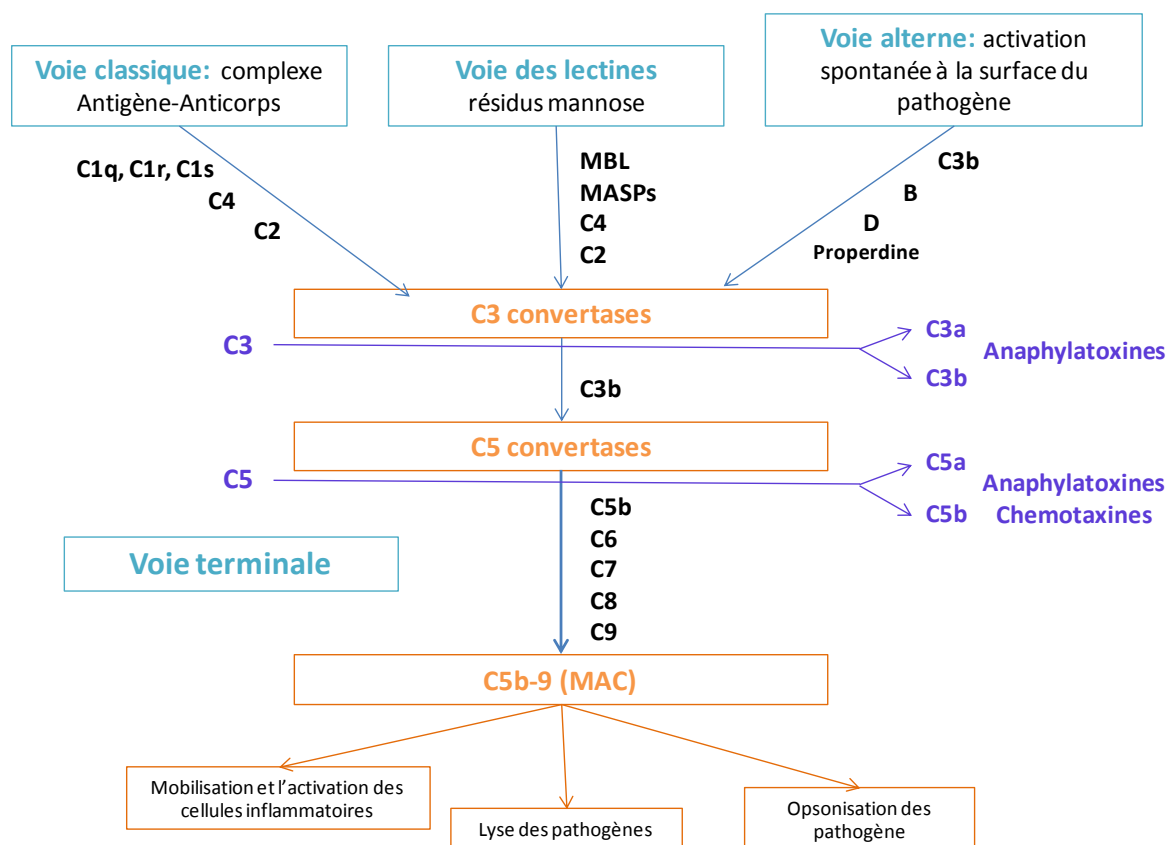 Voie classique: complexe
Antigène-Anticorps
Voie des lectines
résidus mannose
Voie alterne: activation
spontanée à la surface du
pathogène
C1q, C1r, C1s
C4
C2
MBL
MASPs
C4
C2
C3b
B
D
Properdine
C3 convertases
C3
C3a
Anaphylatoxines
C3b
C3b
C5 convertases
C5
C5a
Anaphylatoxines
C5b
Chemotaxines
C5b
C6
C7
C8
C9
Voie terminale
C5b-9 (MAC)
Mobilisation et l’activation des
cellules inflammatoires
Lyse des pathogènes
Opsonisation des
pathogène